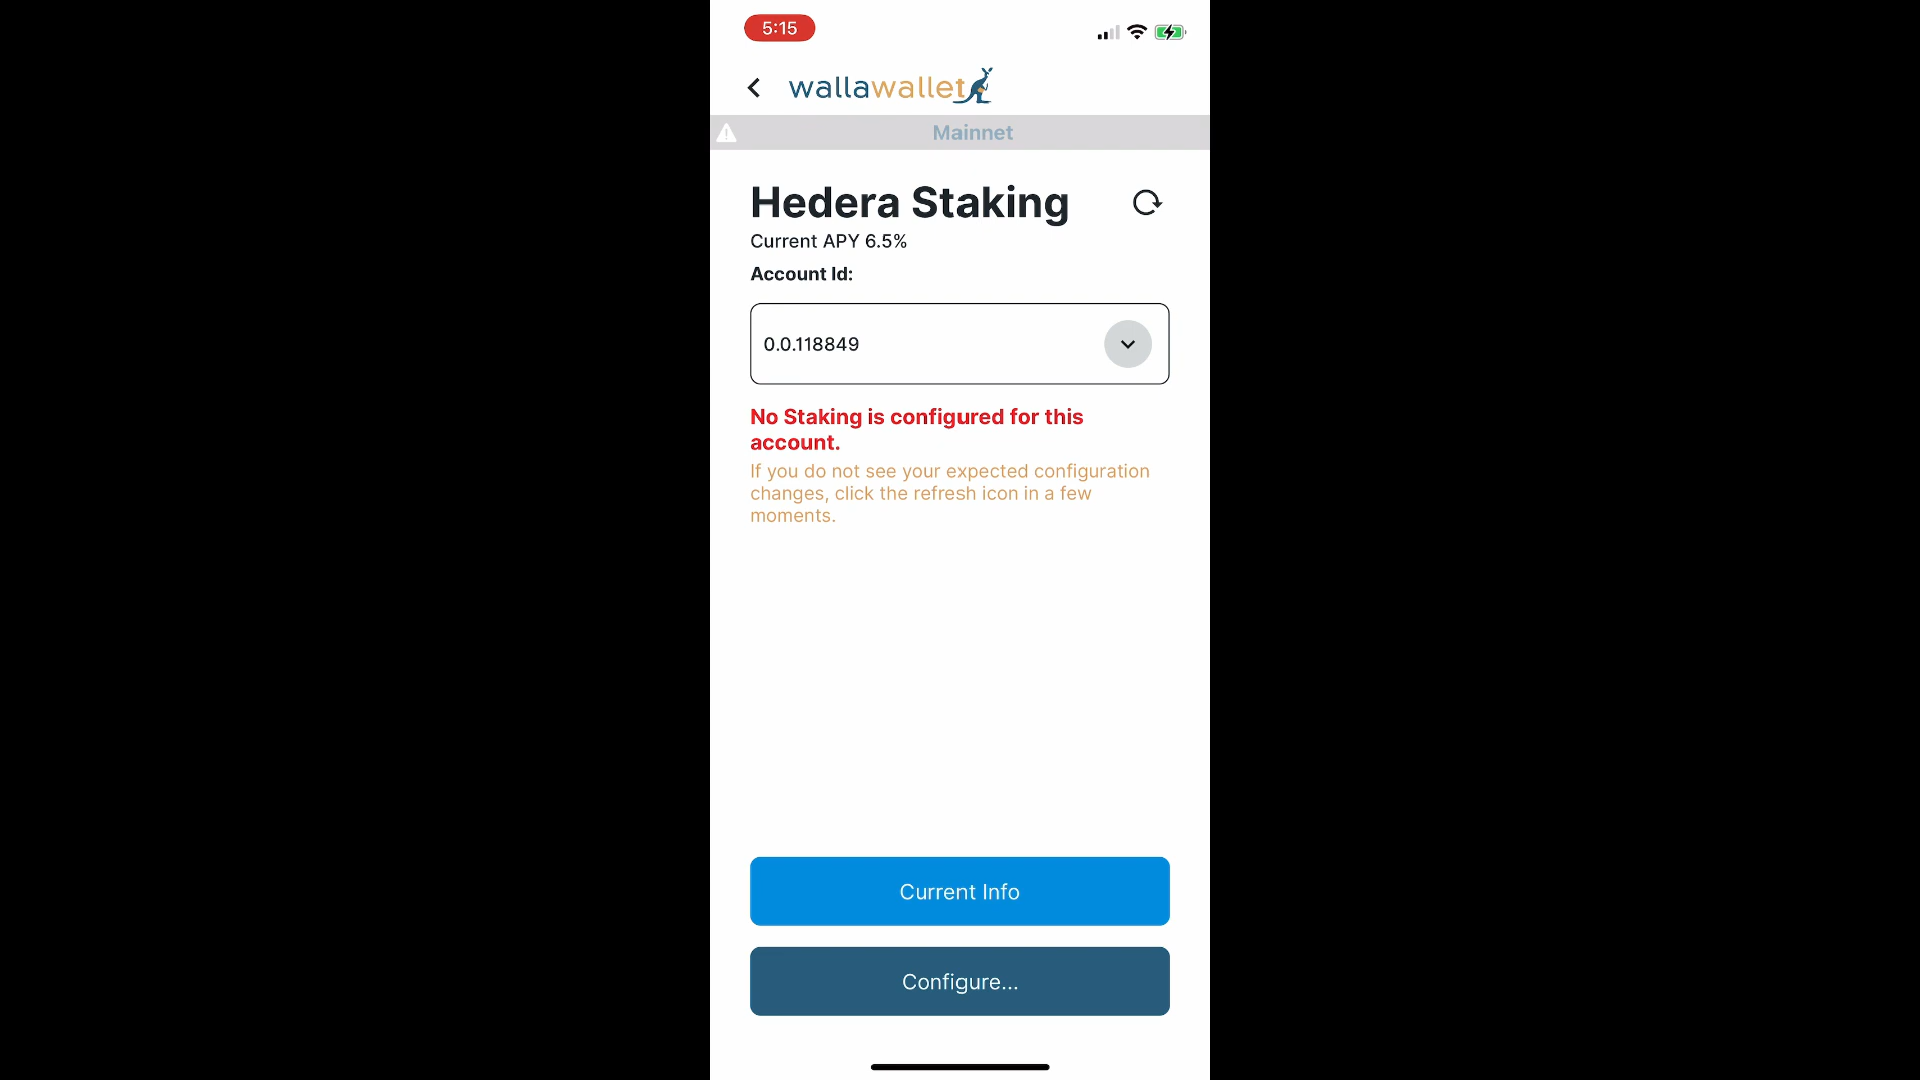 5:15
wallawallet
Mainnet
Hedera Staking
Current APY 6.5%
Account Id:
0.0.118849
No Staking is configured for this
account.
If you do not see your expected configuration
changes, click the refresh icon in a few
moments.
Current Info
Configure...